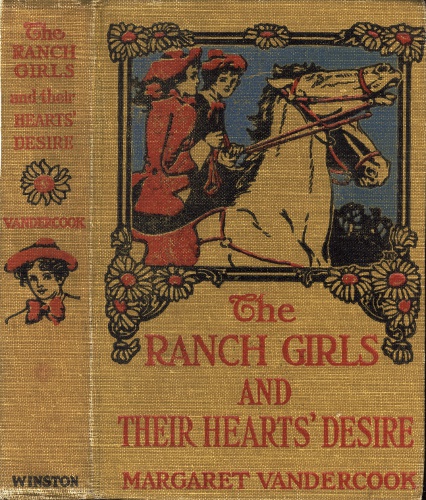 The
RANCH
GIRLS
and their
HEARTS'
DESIRE
VANDERCOOK
WINSTON
The
RANCH GIRLS
AND
THEIR HEARTS' DESIRE
MARGARET VANDERCOOK